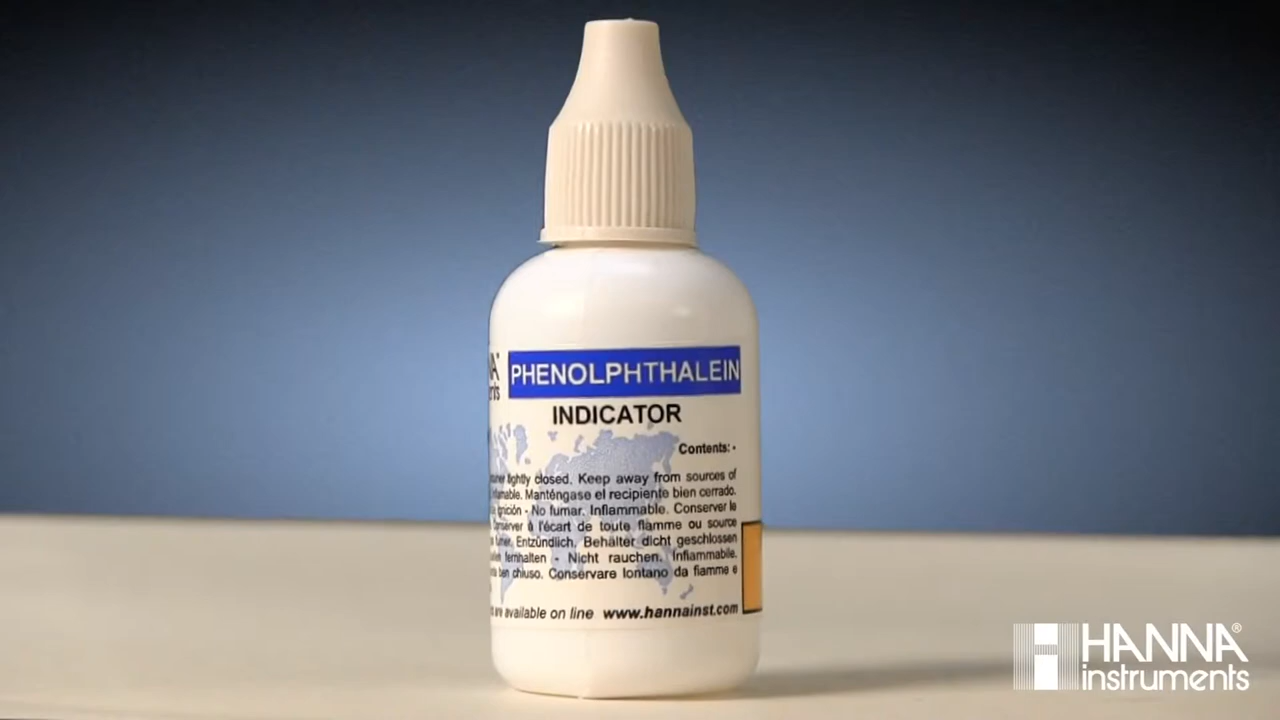 PHENOLPHTHALEIN
INDICATOR
Contents: -
tightly closed. Keep away from sources of
Manténgase el recipiente bien cerrado.
ignición - No fumar. Inflammable. Conserver le
Conserver à l'écart de toute flamme ou source
Entzündlich. Behälter dicht geschlossen
fernhalten - Nicht rauchen. Infiammabile.
ben chiuso. Conservare lontano da fiamme e
are available on line www.hannainst.com
HANNA®
instruments